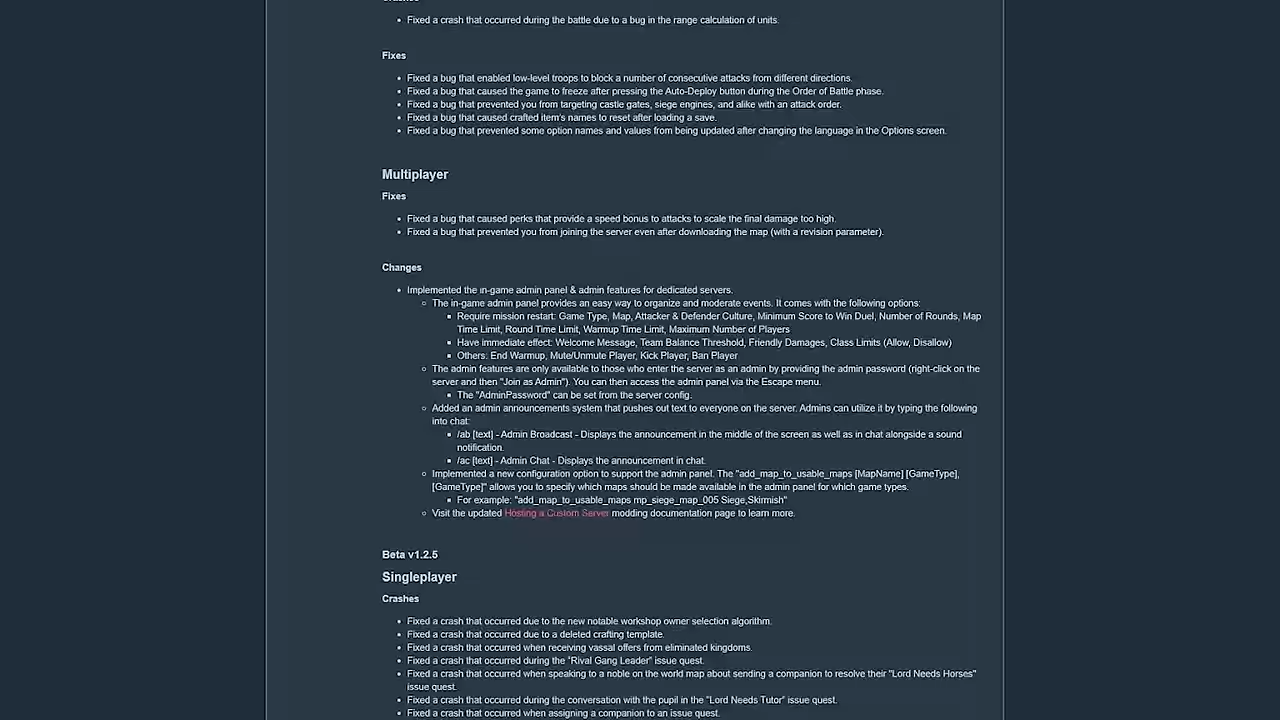 Fixed a crash that occurred during the battle due to a bug in the range calculation of units.
Fixes
Fixed a bug that enabled low-level troops to block a number of consecutive attacks from different directions.
Fixed a bug that caused the game to freeze after pressing the Auto-Deploy button during the Order of Battle phase.
Fixed a bug that prevented you from targeting castle gates, siege engines, and alike with an attack order.
Fixed a bug that caused crafted item's names to reset after loading a save.
Fixed a bug that prevented some option names and values from being updated after changing the language in the Options screen.
Multiplayer
Fixes
Fixed a bug that caused perks that provide a speed bonus to attacks to scale the final damage too high.
Fixed a bug that prevented you from joining the server even after downloading the map (with a revision parameter).
Changes
Implemented the in-game admin panel & admin features for dedicated servers.
The in-game admin panel provides an easy way to organize and moderate events. It comes with the following options:
Require mission restart: Game Type, Map, Attacker & Defender Culture, Minimum Score to Win Duel, Number of Rounds, Map
Time Limit, Round Time Limit, Warmup Time Limit, Maximum Number of Players
Have immediate effect: Welcome Message, Team Balance Threshold, Friendly Damages, Class Limits (Allow, Disallow)
Others: End Warmup, Mute/Unmute Player, Kick Player, Ban Player
The admin features are only available to those who enter the server as an admin by providing the admin password (right-click on the
server and then "Join as Admin"). You can then access the admin panel via the Escape menu.
The "AdminPassword" can be set from the server config.
Added an admin announcements system that pushes out text to everyone on the server. Admins can utilize it by typing the following
into chat:
/ab [text] - Admin Broadcast - Displays the announcement in the middle of the screen as well as in chat alongside a sound
notification.
/ac [text] - Admin Chat - Displays the announcement in chat.
Implemented a new configuration option to support the admin panel. The "add_map_to_usable_maps [MapName] [GameType],
[GameType]" allows you to specify which maps should be made available in the admin panel for which game types.
For example: "add_map_to_usable_maps mp_siege_map_005 Siege,Skirmish"
Visit the updated Hosting a Custom Server modding documentation page to learn more.
Beta v1.2.5
Singleplayer
Crashes
Fixed a crash that occurred due to the new notable workshop owner selection algorithm.
Fixed a crash that occurred due to a deleted crafting template.
Fixed a crash that occurred when receiving vassal offers from eliminated kingdoms.
Fixed a crash that occurred during the "Rival Gang Leader" issue quest.
Fixed a crash that occurred when speaking to a noble on the world map about sending a companion to resolve their "Lord Needs Horses"
issue quest.
Fixed a crash that occurred during the conversation with the pupil in the "Lord Needs Tutor" issue quest.
Fixed a crash that occurred when assigning a companion to an issue quest.